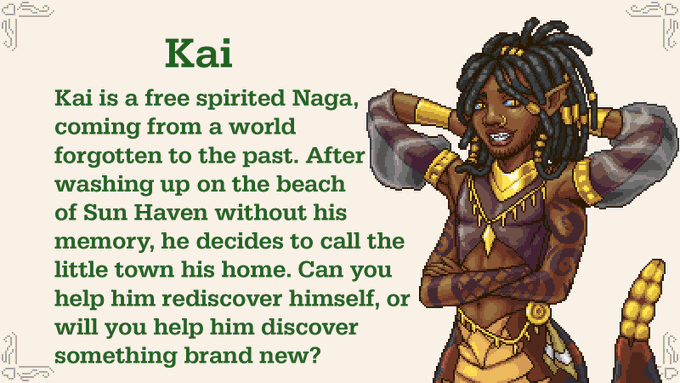 Kai
Kai is a free spirited Naga,
coming from a world
forgotten to the past. After
washing up on the beach
of Sun Haven without his
memory, he decides to call the
little town his home. Can you
help him rediscover himself, or
will you help him discover
something brand new?